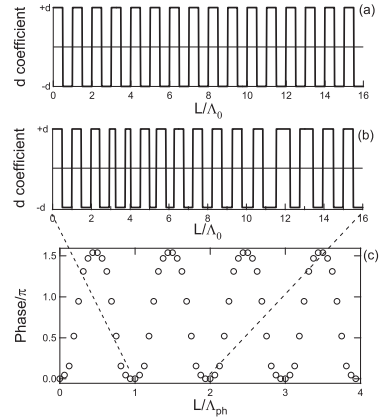 (a)
d coefficient
+d
-d
0 2 4 6 8 10 12 14 16
L/Λ0
(b)
d coefficient
+d
-d
0 2 4 6 8 10 12 14 16
L/Λ0
(c)
Phase/π
1.5
1.0
0.5
0.0
0 1 2 3 4
L/Λph